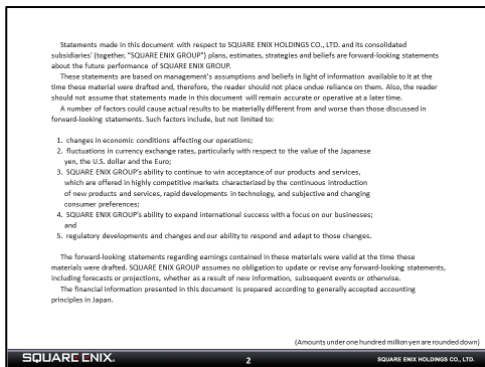 Statements made in this document with respect to SQUARE ENIX HOLDINGS CO., LTD. and its consolidated
subsidiaries' (together, "SQUARE ENIX GROUP") plans, estimates, strategies and beliefs are forward-looking statements
about the future performance of SQUARE ENIX GROUP.
These statements are based on management's assumptions and beliefs in light of information available to it at the
time these material were drafted and, therefore, the reader should not place undue reliance on them. Also, the reader
should not assume that statements made in this document will remain accurate or operative at a later time.
A number of factors could cause actual results to be materially different from and worse than those discussed in
forward-looking statements. Such factors include, but not limited to:
1. changes in economic conditions affecting our operations;
2. fluctuations in currency exchange rates, particularly with respect to the value of the Japanese
yen, the U.S. dollar and the Euro;
3. SQUARE ENIX GROUP's ability to continue to win acceptance of our products and services,
which are offered in highly competitive markets characterized by the continuous introduction
of new products and services, rapid developments in technology, and subjective and changing
consumer preferences;
4. SQUARE ENIX GROUP's ability to expand international success with a focus on our businesses;
and
5. regulatory developments and changes and our ability to respond and adapt to those changes.
The forward-looking statements regarding earnings contained in these materials were valid at the time these
materials were drafted. SQUARE ENIX GROUP assumes no obligation to update or revise any forward-looking statements,
including forecasts or projections, whether as a result of new information, subsequent events or otherwise.
The financial information presented in this document is prepared according to generally accepted accounting
principles in Japan.
(Amounts under one hundred million yen are rounded down)
SQUARE ENIX.
2
SQUARE ENIX HOLDINGS CO., LTD.